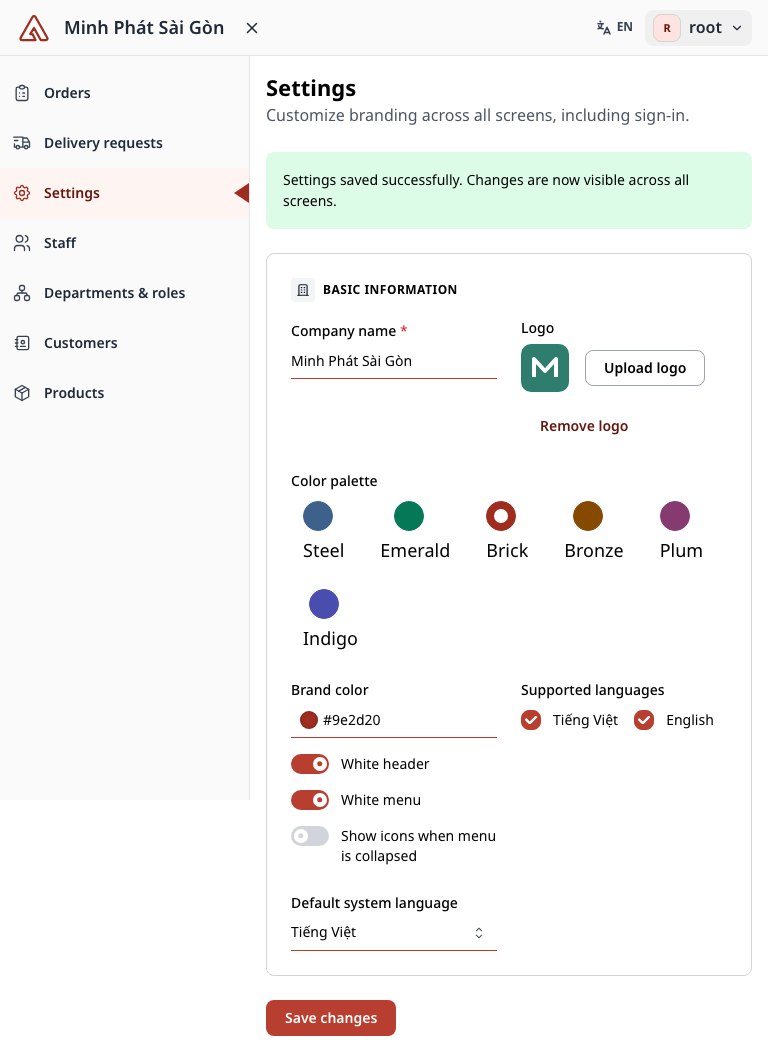 Minh Phát Sài Gòn
EN
R
root
Orders
Delivery requests
Settings
Staff
Departments & roles
Customers
Products
Settings
Customize branding across all screens, including sign-in.
Settings saved successfully. Changes are now visible across all
screens.
BASIC INFORMATION
Company name *
Minh Phát Sài Gòn
Logo
M
Upload logo
Remove logo
Color palette
Steel
Emerald
Brick
Bronze
Plum
Indigo
Brand color
#9e2d20
Supported languages
Tiếng Việt
English
White header
White menu
Show icons when menu
is collapsed
Default system language
Tiếng Việt
Save changes